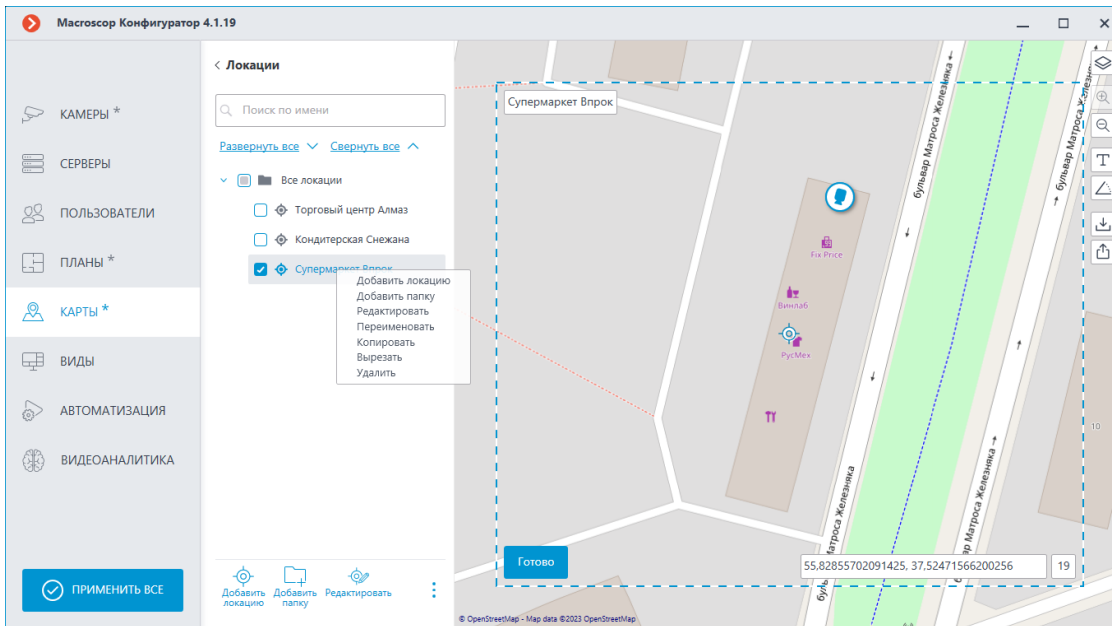 Macroscop Конфигуратор 4.1.19
КАМЕРЫ *
СЕРВЕРЫ
ПОЛЬЗОВАТЕЛИ
ПЛАНЫ *
КАРТЫ *
ВИДЫ
АВТОМАТИЗАЦИЯ
ВИДЕОАНАЛИТИКА
ПРИМЕНИТЬ ВСЕ
< Локации
Поиск по имени
Развернуть все Свернуть все
Все локации
Торговый центр Алмаз
Кондитерская Снежана
Супермаркет Впрок
Добавить локацию
Добавить папку
Редактировать
Переименовать
Копировать
Вырезать
Удалить
Добавить локацию
Добавить папку
Редактировать
Супермаркет Впрок
бульвар Матроса Железняка
бульвар Матроса Железняка
Fix Price
Винлаб
РусМех
бульвар Матроса Железняка
10
T
Готово
55,82855702091425, 37,52471566200256
19
© OpenStreetMap - Map data ©2023 OpenStreetMap